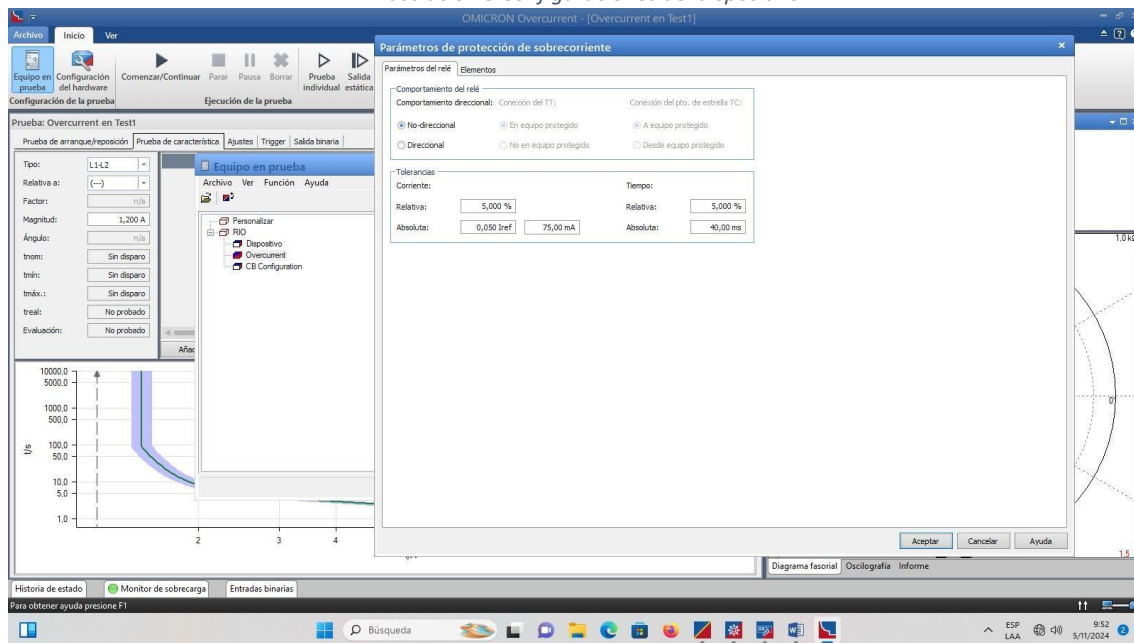 OMICRON Overcurrent - [Overcurrent en Test1]
Archivo Inicio Ver
Equipo en prueba
Configuración del hardware
Comenzar/Continuar Parar Pausa Borrar
Prueba individual
Salida estática
Configuración de la prueba Ejecución de la prueba
Prueba: Overcurrent en Test1
Prueba de arranque/reposición Prueba de característica Ajustes Trigger Salida binaria
Tipo: L1-L2
Relativa a: (---)
Factor: n/a
Magnitud: 1,200 A
Ángulo: n/a
tnom: Sin disparo
tmín: Sin disparo
tmáx.: Sin disparo
treal: No probado
Evaluación: No probado
Equipo en prueba
Archivo Ver Función Ayuda
Personalizar
RIO
Dispositivo
Overcurrent
CB Configuration
Parámetros de protección de sobrecorriente
Parámetros del relé Elementos
Comportamiento del relé
Comportamiento direccional: Conexión del TT: Conexión del pto. de estrella TC:
No-direccional En equipo protegido A equipo protegido
Direccional No en equipo protegido Desde equipo protegido
Tolerancias
Corriente: Tiempo:
Relativa: 5,000 % Relativa: 5,000 %
Absoluta: 0,050 Iref 75,00 mA Absoluta: 40,00 ms
Aceptar Cancelar Ayuda
t/s
10000.0
5000.0
1000.0
500.0
100.0
50.0
10.0
5.0
1.0
2 3 4
1,0
0°
1,5
Diagrama fasorial Oscilografía Informe
Historia de estado Monitor de sobrecarga Entradas binarias
Para obtener ayuda presione F1
Búsqueda
ESP
LAA
9:52
5/11/2024
2